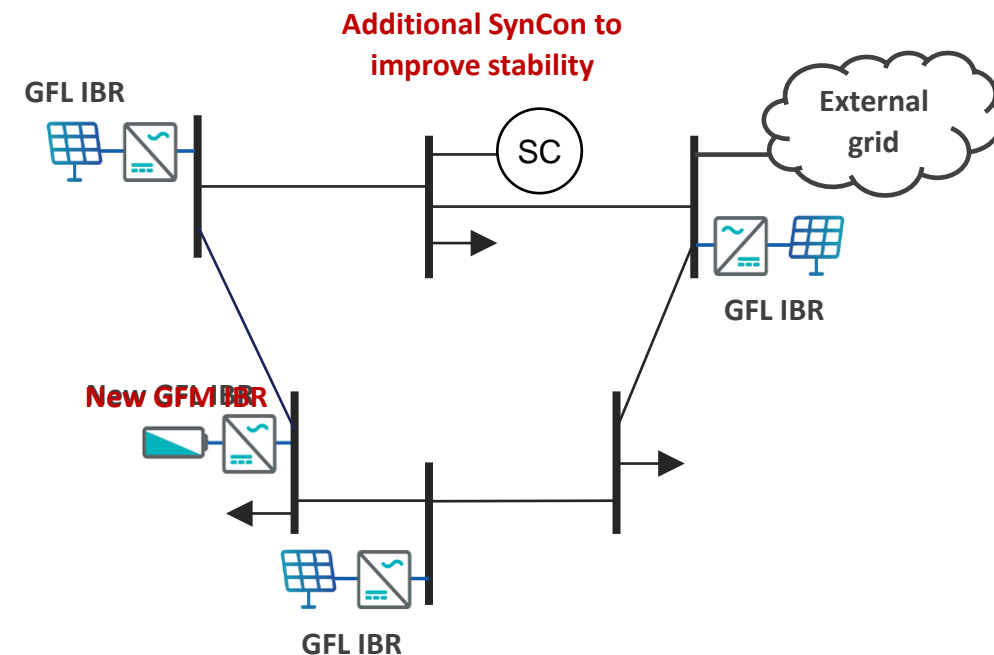 Additional SynCon to
improve stability
GFL IBR
External
grid
SC
GFL IBR
New GFM IBR
GFL IBR